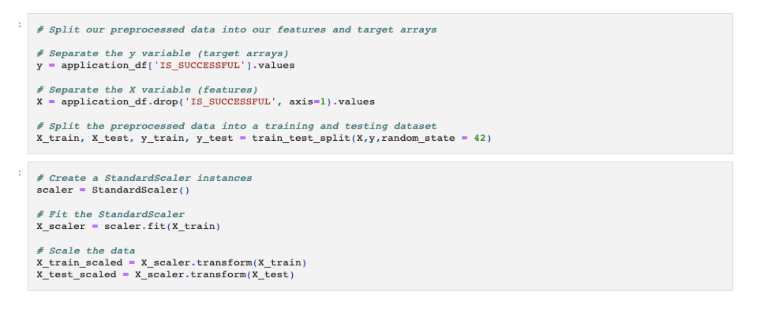 :
# Split our preprocessed data into our features and target arrays
# Separate the y variable (target arrays)
y = application_df['IS_SUCCESSFUL'].values
# Separate the X variable (features)
X = application_df.drop('IS_SUCCESSFUL', axis=1).values
# Split the preprocessed data into a training and testing dataset
X_train, X_test, y_train, y_test = train_test_split(X,y,random_state = 42)
:
# Create a StandardScaler instances
scaler = StandardScaler()
# Fit the StandardScaler
X_scaler = scaler.fit(X_train)
# Scale the data
X_train_scaled = X_scaler.transform(X_train)
X_test_scaled = X_scaler.transform(X_test)